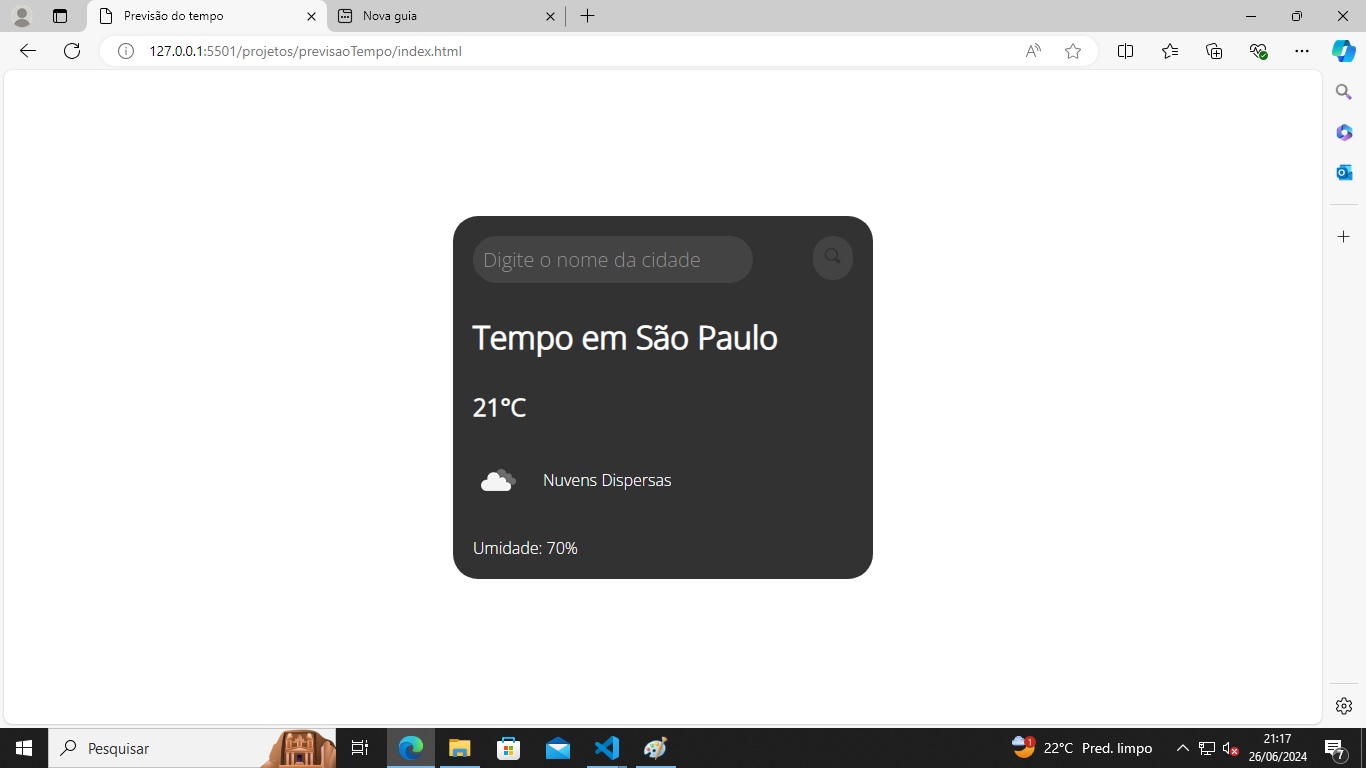 Previsão do tempo
Nova guia
127.0.0.1:5501/projetos/previsaoTempo/index.html
Digite o nome da cidade
Tempo em São Paulo
21°C
Nuvens Dispersas
Umidade: 70%
Pesquisar
1
22°C Pred. limpo
21:17
26/06/2024
7